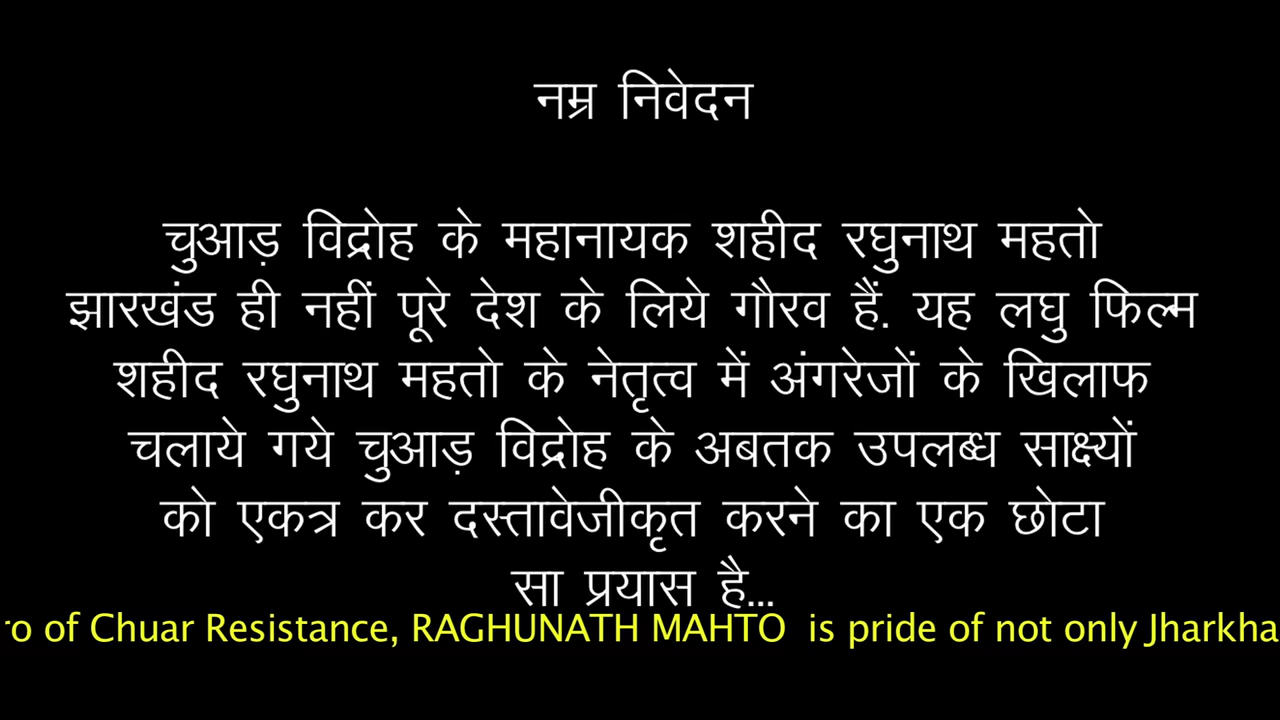 नम्र निवेदन
चुआड़ विद्रोह के महानायक शहीद रघुनाथ महतो
झारखंड ही नहीं पूरे देश के लिये गौरव हैं. यह लघु फिल्म
शहीद रघुनाथ महतो के नेतृत्व में अंगरेजों के खिलाफ
चलाये गये चुआड़ विद्रोह के अबतक उपलब्ध साक्ष्यों
को एकत्र कर दस्तावेजीकृत करने का एक छोटा
सा प्रयास है...
ro of Chuar Resistance, RAGHUNATH MAHTO is pride of not only Jharkha